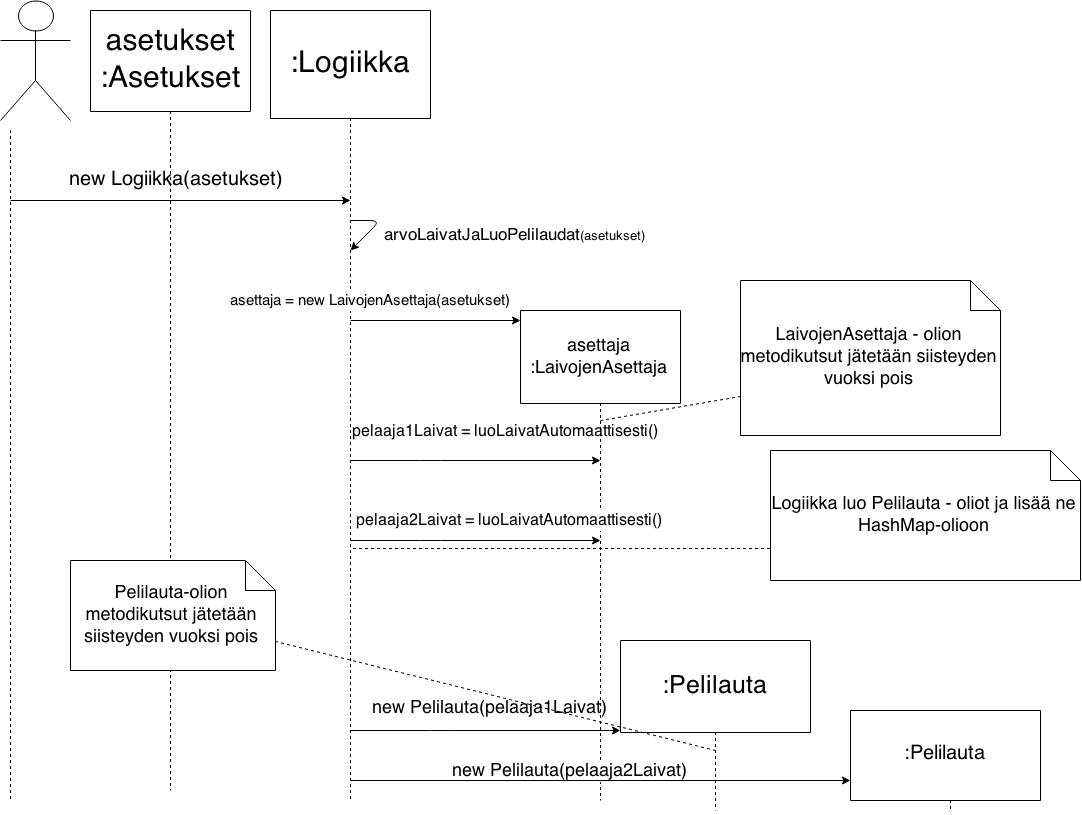 asetukset
:Asetukset
:Logiikka
new Logiikka(asetukset)
arvoLaivatJaLuoPelilaudat(asetukset)
asettaja = new LaivojenAsettaja(asetukset)
asettaja
:LaivojenAsettaja
LaivojenAsettaja - olion
metodikutsut jätetään siisteyden
vuoksi pois
pelaaja1Laivat = luoLaivatAutomaattisesti()
Logiikka luo Pelilauta - oliot ja lisää ne
HashMap-olioon
pelaaja2Laivat = luoLaivatAutomaattisesti()
Pelilauta-olion
metodikutsut jätetään
siisteyden vuoksi pois
:Pelilauta
new Pelilauta(pelaaja1Laivat)
:Pelilauta
new Pelilauta(pelaaja2Laivat)